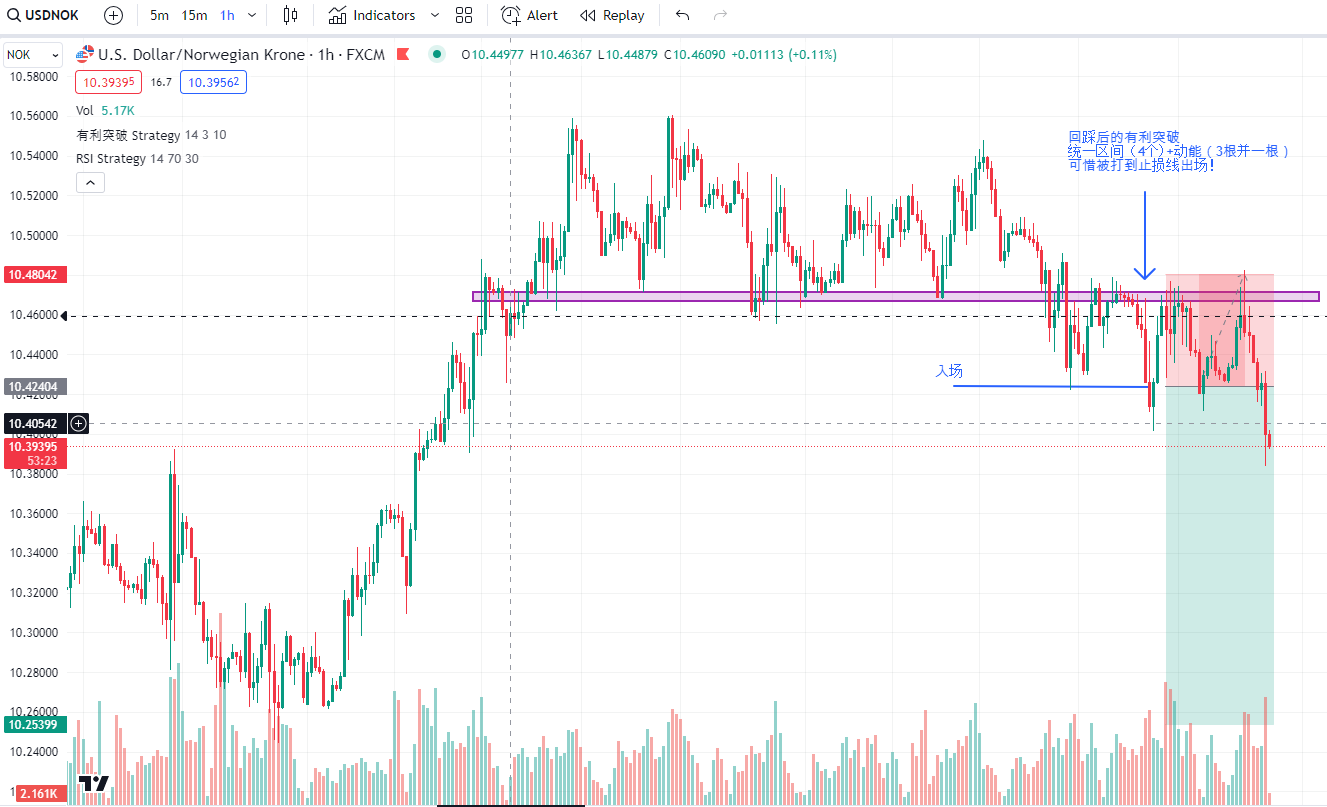 USDNOK 5m 15m 1h Indicators Alert Replay
NOK U.S. Dollar/Norwegian Krone · 1h · FXCM O10.44977 H10.46367 L10.44879 C10.46090 +0.01113 (+0.11%)
10.58000
10.39395 16.7 10.39562
Vol 5.17K
10.56000
有利突破 Strategy 14 3 10
RSI Strategy 14 70 30
10.54000
回踩后的有利突破
统一区间（4个）+动能（3根并一根）
可惜被打到止损线出场！
10.52000
10.50000
10.48042
10.46000
10.44000
入场
10.42404
10.40542
10.39395
53:23
10.38000
10.36000
10.34000
10.32000
10.30000
10.28000
10.26000
10.25399
10.24000
2.161K